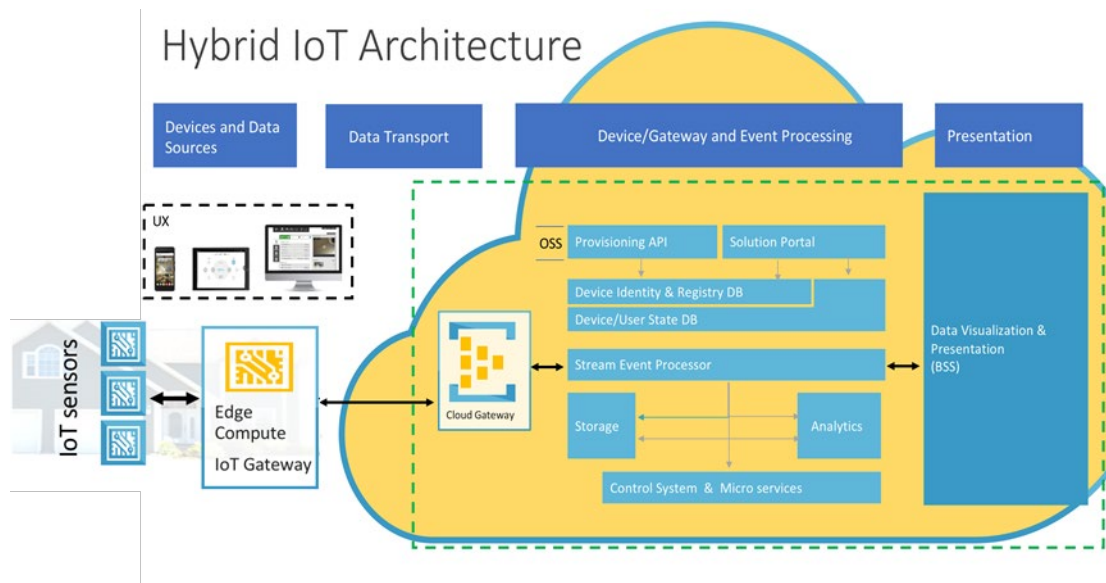 Hybrid IoT Architecture
Devices and Data
Sources
Data Transport
Device/Gateway and Event Processing
Presentation
UX
OSS
Provisioning API
Solution Portal
Device Identity & Registry DB
Device/User State DB
Data Visualization &
Presentation
(BSS)
Stream Event Processor
IoT sensors
Edge
Compute
IoT Gateway
Cloud Gateway
Storage
Analytics
Control System & Micro services